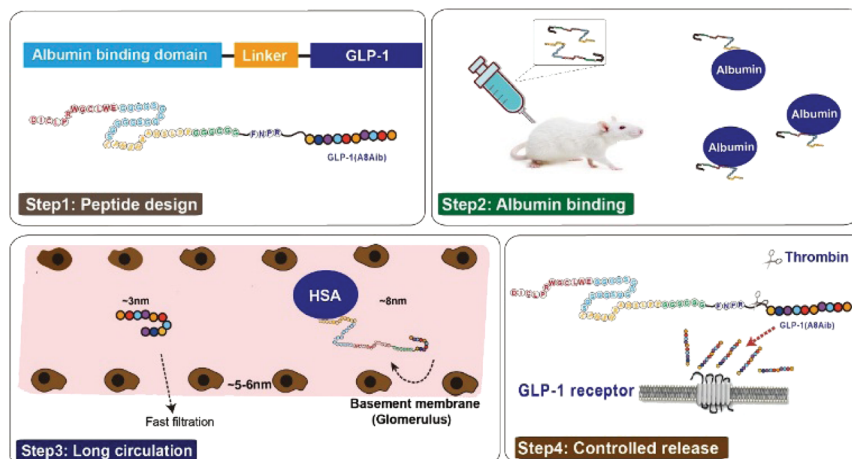 Albumin binding domain
Linker
GLP-1
FNPR
GLP-1(A8Aib)
Step1: Peptide design
Albumin
Albumin
Albumin
Step2: Albumin binding
~3nm
HSA
~8nm
~5-6nm
Fast filtration
Basement membrane
(Glomerulus)
Step3: Long circulation
Thrombin
FNPR
GLP-1(A8Aib)
GLP-1 receptor
Step4: Controlled release